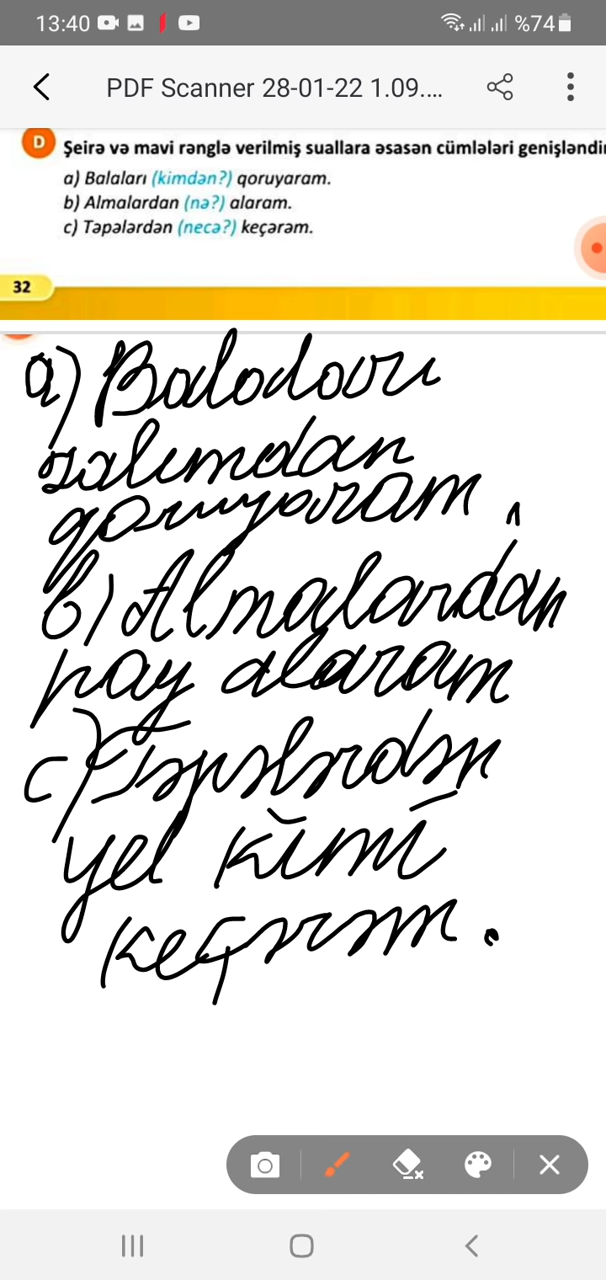 13:40 %74
PDF Scanner 28-01-22 1.09....
D Şeirə və mavi rənglə verilmiş suallara əsasən cümlələri genişləndir
a) Balaları (kimdən?) qoruyaram.
b) Almalardan (nə?) alaram.
c) Təpələrdən (necə?) keçərəm.
32
a) Balaları
zalımdan
qoruyaram.
b) Almalardan
pay alaram
c) Təpələrdən
yel kimi
keçərəm.